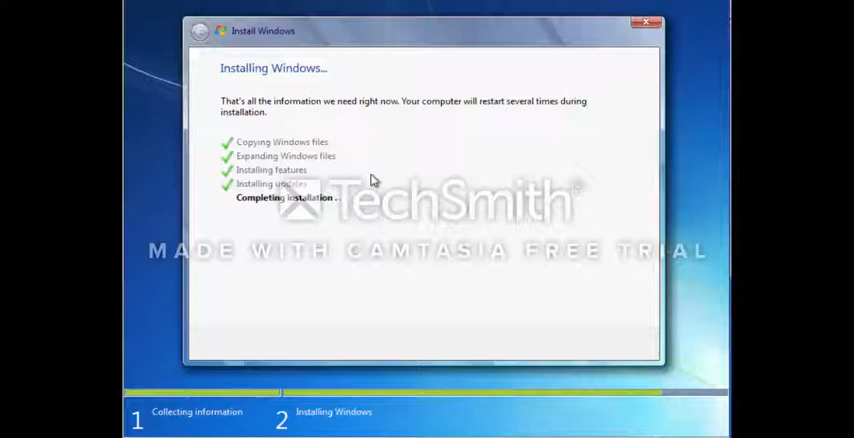 Install Windows
Installing Windows...
That's all the information we need right now. Your computer will restart several times during
installation.
Copying Windows files
Expanding Windows files
Installing features
Installing updates
Completing installation . .
TechSmith
MADE WITH CAMTASIA FREE TRIAL
1 Collecting information
2 Installing Windows